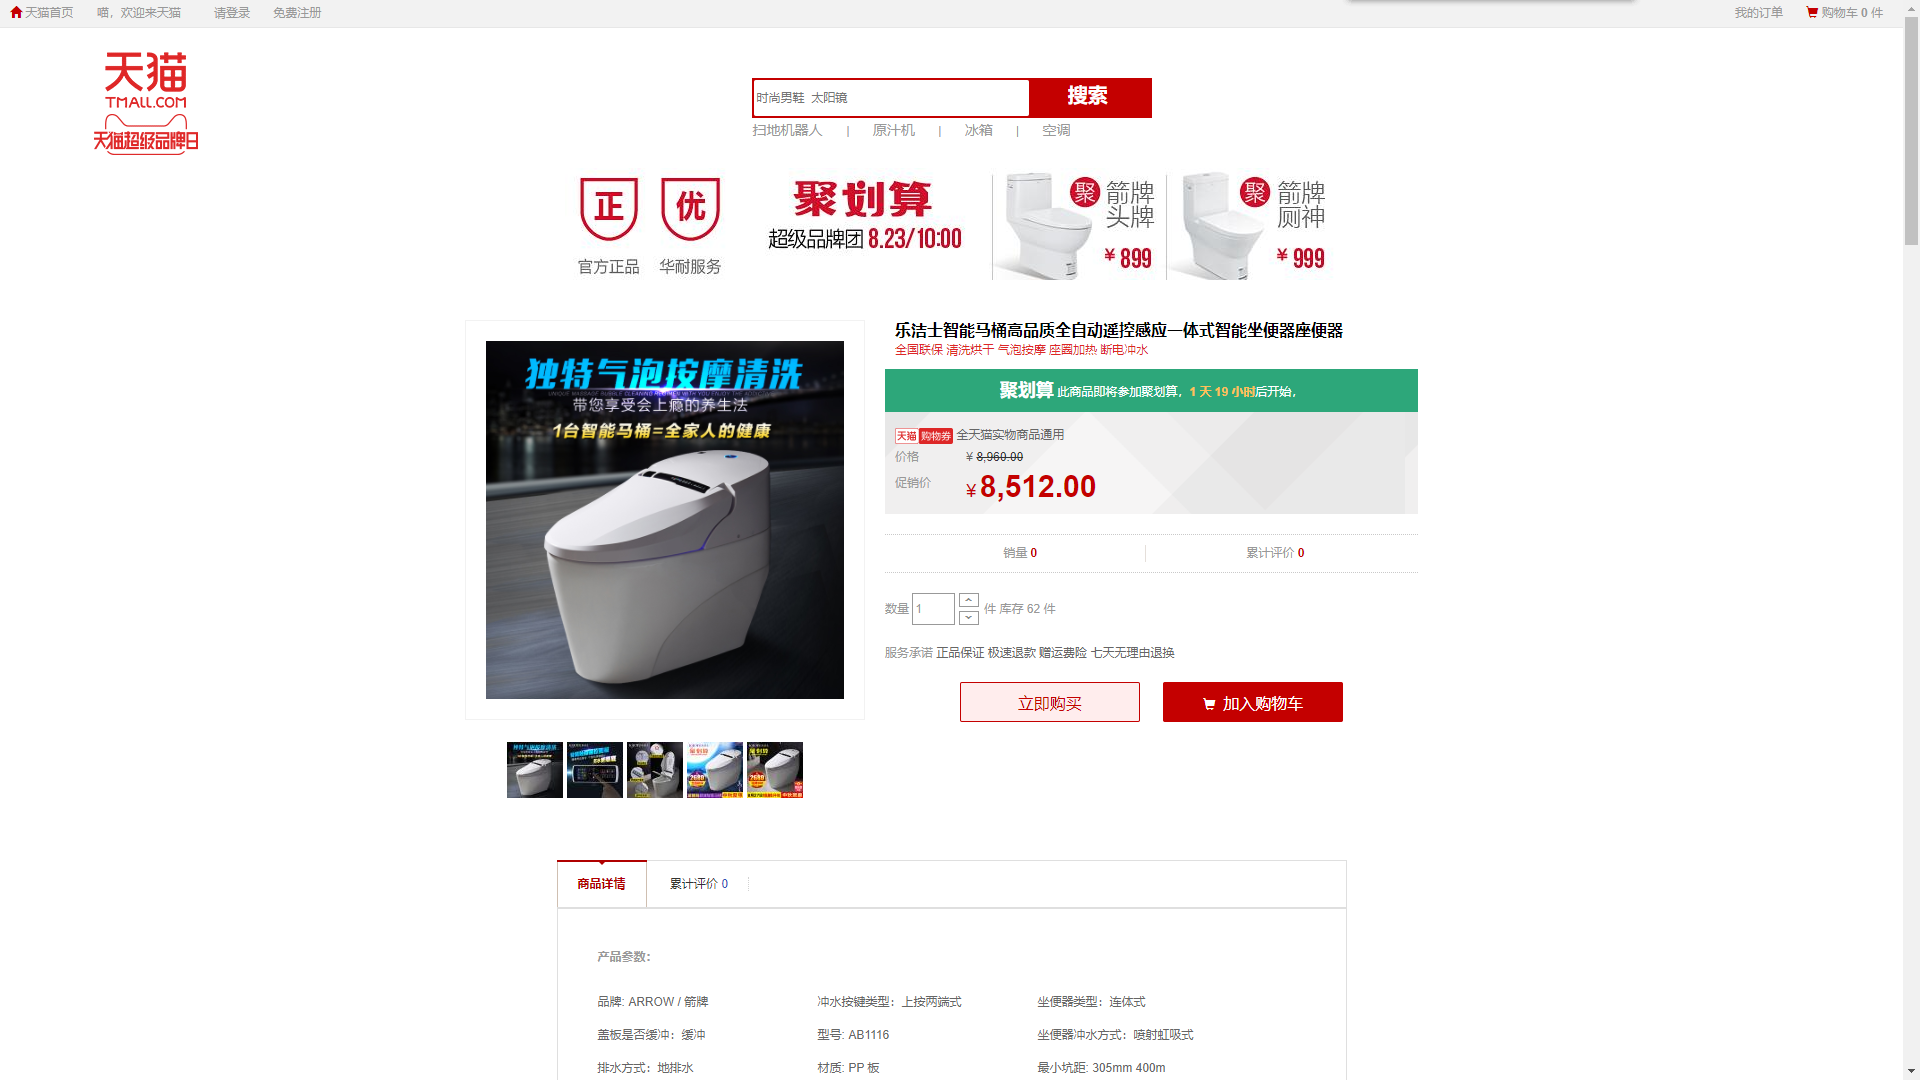 天猫首页 喵，欢迎来天猫 请登录 免费注册 我的订单 购物车 0 件
天猫
TMALL.COM
天猫超级品牌日
时尚男鞋 太阳镜 搜索
扫地机器人 | 原汁机 | 冰箱 | 空调
正 优
官方正品 华耐服务
聚划算
超级品牌团 8.23/10:00
聚 箭牌
头牌
¥ 899
聚 箭牌
厕神
¥ 999
独特气泡按摩清洗
带您享受会上瘾的养生法
1台智能马桶=全家人的健康
乐洁士智能马桶高品质全自动遥控感应一体式智能坐便器座便器
全国联保 清洗烘干 气泡按摩 座圈加热 断电冲水
聚划算 此商品即将参加聚划算，1 天 19 小时后开始，
天猫 购物券 全天猫实物商品通用
价格 ¥ 8,960.00
促销价 ¥ 8,512.00
销量 0 累计评价 0
数量 1 件 库存 62 件
服务承诺 正品保证 极速退款 赠运费险 七天无理由退换
立即购买 加入购物车
商品详情 累计评价 0
产品参数：
品牌: ARROW / 箭牌 冲水按键类型：上按两端式 坐便器类型：连体式
盖板是否缓冲：缓冲 型号: AB1116 坐便器冲水方式：喷射虹吸式
排水方式：地排水 材质: PP 板 最小坑距: 305mm 400m